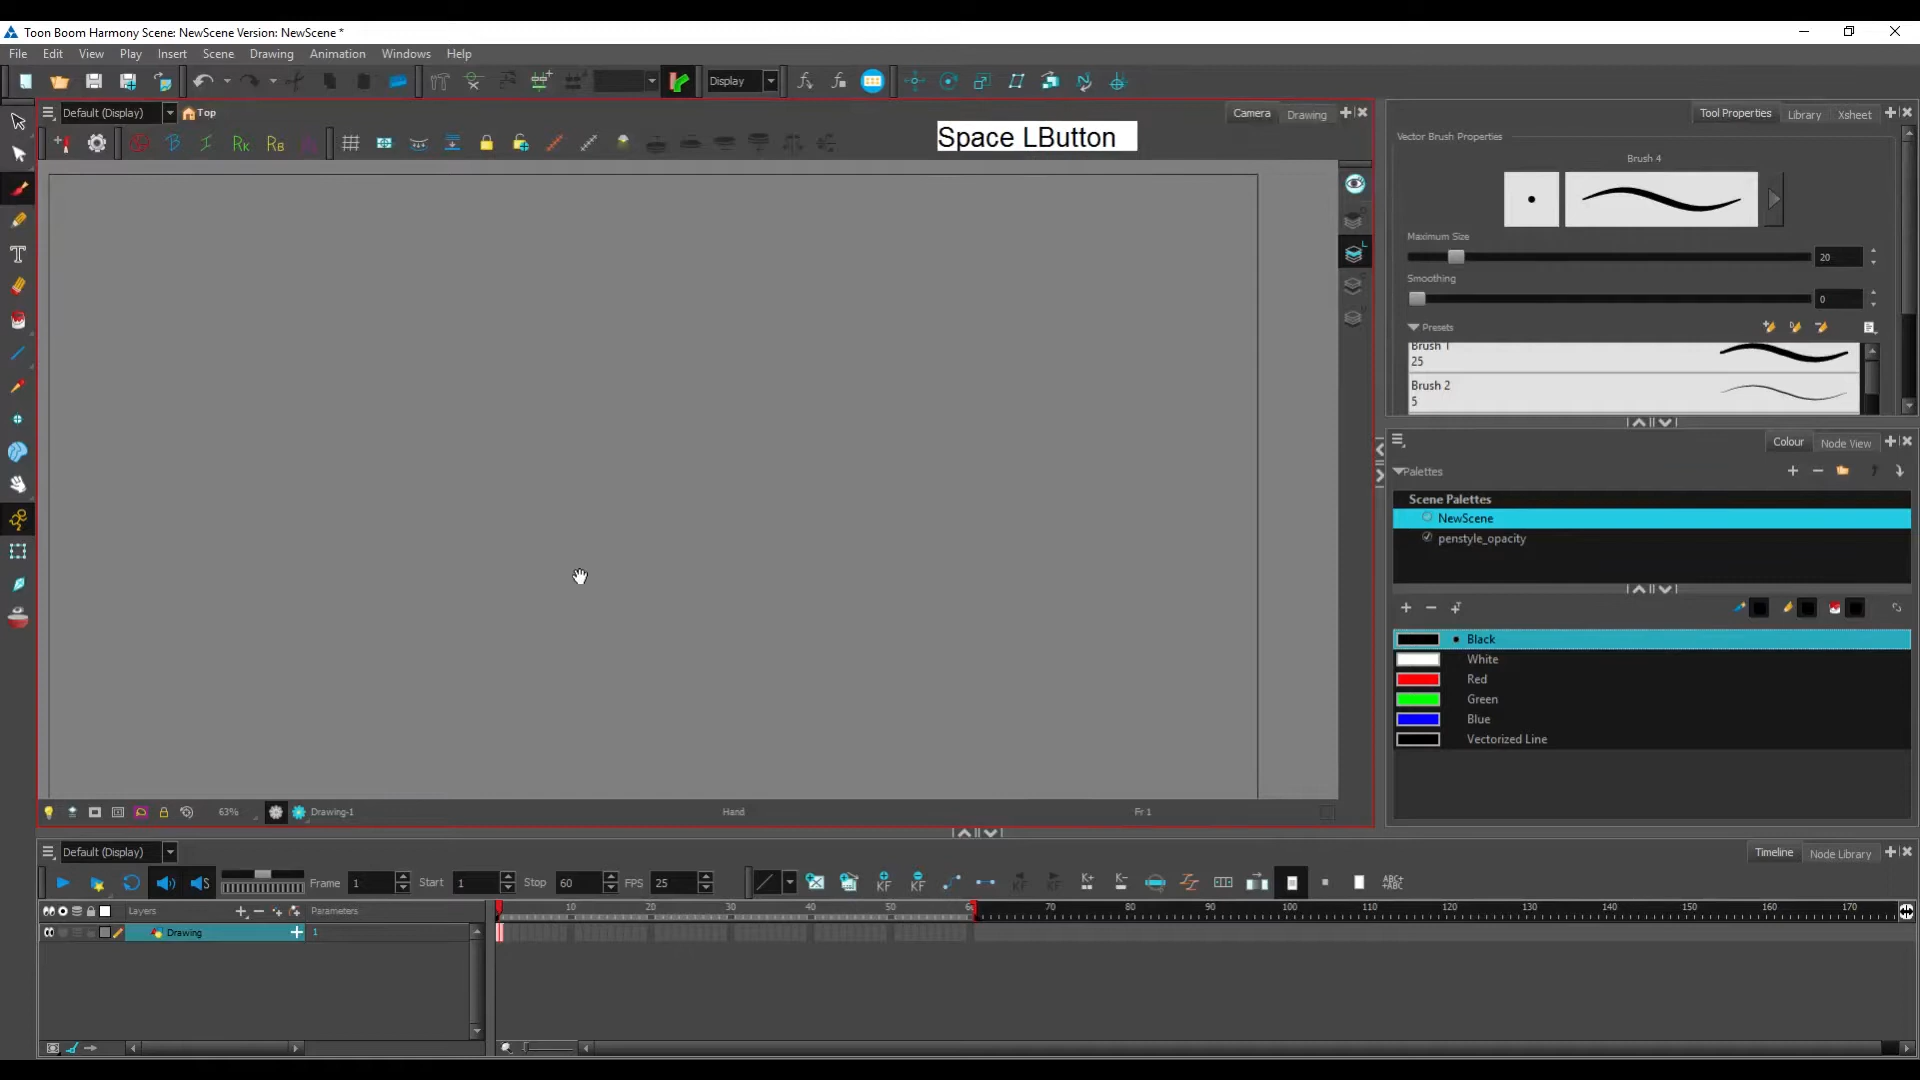 Toon Boom Harmony Scene: NewScene Version: NewScene *
File Edit View Play Insert Scene Drawing Animation Windows Help
Display
Default (Display) Top
Camera Drawing
Tool Properties Library Xsheet
Space LButton
Vector Brush Properties
Brush 4
Maximum Size
20
Smoothing
0
Presets
Brush 1
25
Brush 2
5
Colour Node View
Palettes
Scene Palettes
NewScene
penstyle_opacity
Black
White
Red
Green
Blue
Vectorized Line
63% Drawing-1 Hand Fr 1
Default (Display)
Timeline Node Library
Frame 1 Start 1 Stop 60 FPS 25
Layers Parameters
10 20 30 40 50 60 70 80 90 100 110 120 130 140 150 160 170
Drawing 1